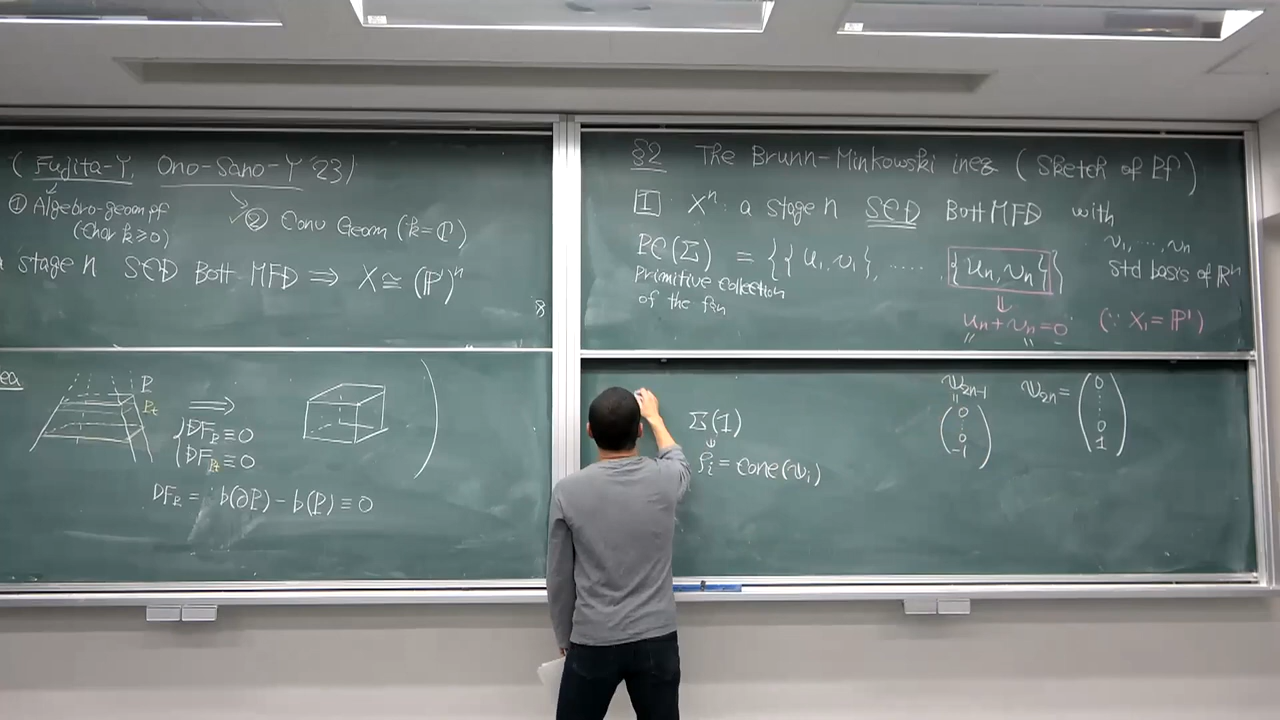 ( Fujita-Y, Ono-Sano-Y '23)
① Algebro-geom pf
(Char k ≥ 0)
② Conv Geom (k = ℂ)
stage n SED Bott MFD ⇒ X ≅ (ℙ¹)ⁿ
P
Pt
⇒
DF_P ≡ 0
DF_Pt ≡ 0
DF_P = b(∂P) - b(P) ≡ 0
§2 The Brunn-Minkowski ineq (Sketch of Pf)
1 Xⁿ : a stage n SED Bott MFD with
PC(Σ) = {{u₁, v₁}, ....., {uₙ, vₙ}}
v₁, ..., vₙ
std basis of ℝⁿ
Primitive collection
of the fan
⇓
uₙ + vₙ = 0 (∵ X₁ = ℙ¹)
v₂ₙ₋₁ = (0 : 0 -1)
v₂ₙ = (0 : 0 1)
Σ(1)
ρᵢ = cone(vᵢ)